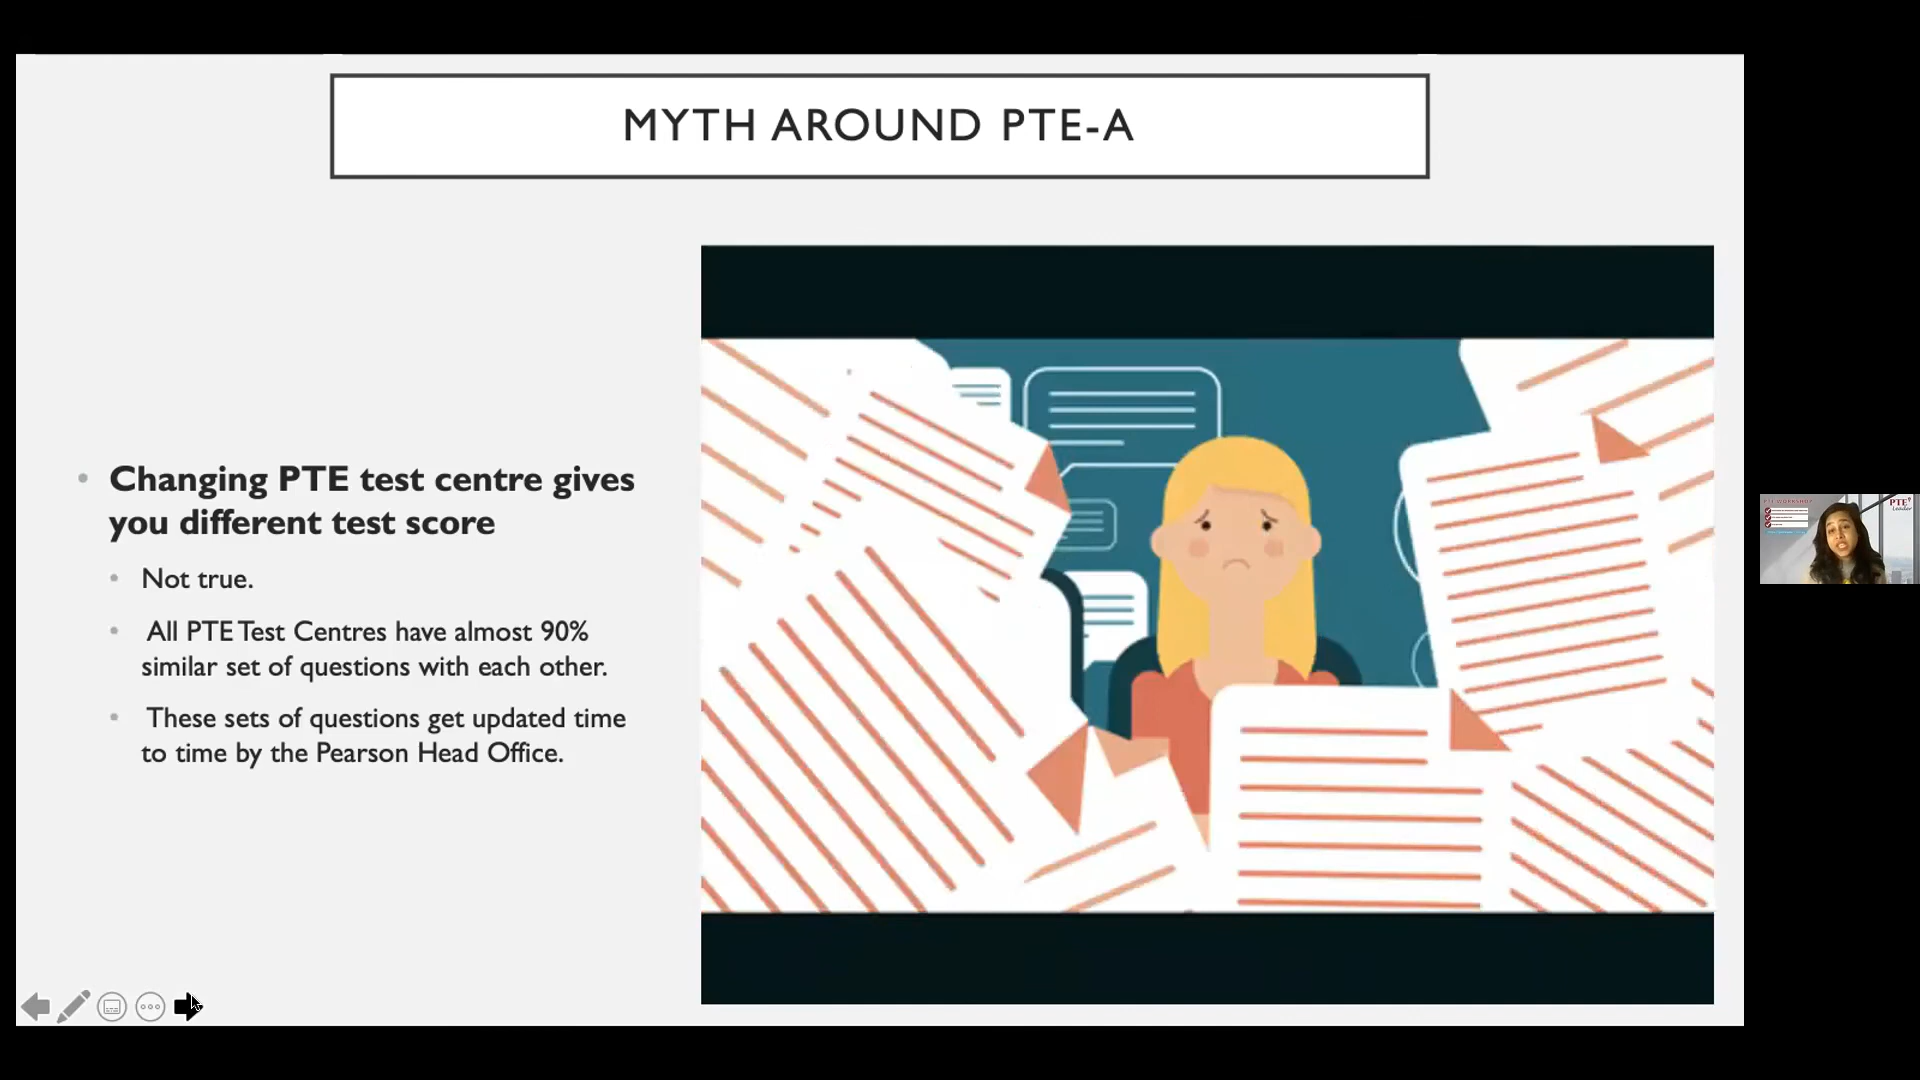 MYTH AROUND PTE-A
Changing PTE test centre gives
you different test score
Not true.
All PTE Test Centres have almost 90%
similar set of questions with each other.
These sets of questions get updated time
to time by the Pearson Head Office.
PTE
Leader